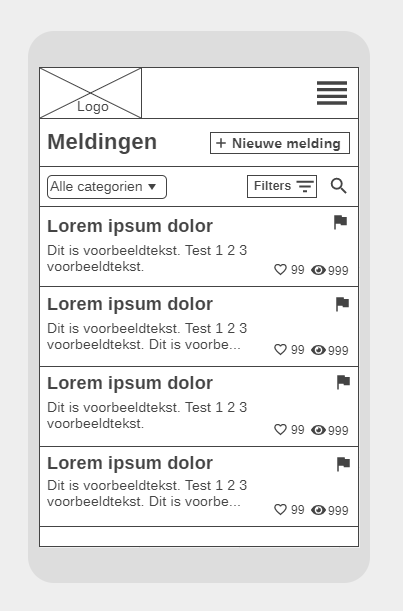 Logo
Meldingen
+ Nieuwe melding
Alle categorien
Filters
Lorem ipsum dolor
Dit is voorbeeldtekst. Test 1 2 3
voorbeeldtekst.
99 999
Lorem ipsum dolor
Dit is voorbeeldtekst. Test 1 2 3
voorbeeldtekst. Dit is voorbe...
99 999
Lorem ipsum dolor
Dit is voorbeeldtekst. Test 1 2 3
voorbeeldtekst.
99 999
Lorem ipsum dolor
Dit is voorbeeldtekst. Test 1 2 3
voorbeeldtekst. Dit is voorbe...
99 999